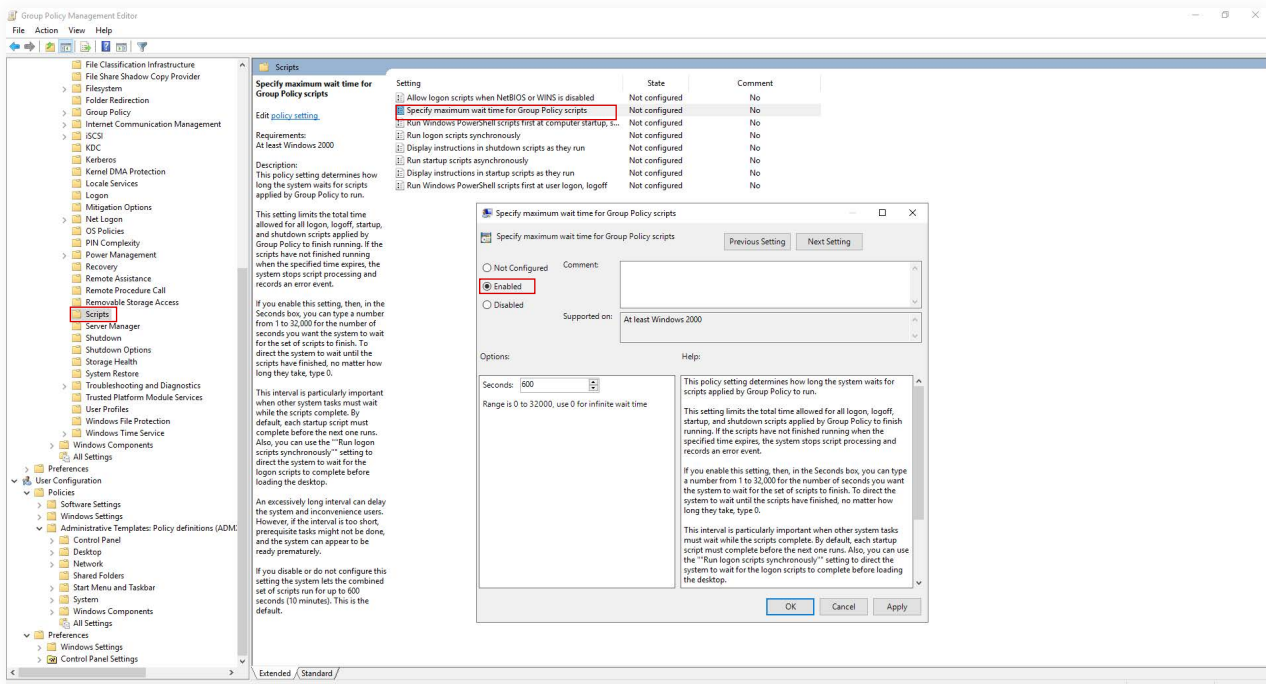 Group Policy Management Editor
File Action View Help
File Classification Infrastructure
File Share Shadow Copy Provider
Filesystem
Folder Redirection
Group Policy
Internet Communication Management
iSCSI
KDC
Kerberos
Kernel DMA Protection
Locale Services
Logon
Mitigation Options
Net Logon
OS Policies
PIN Complexity
Power Management
Recovery
Remote Assistance
Remote Procedure Call
Removable Storage Access
Scripts
Server Manager
Shutdown
Shutdown Options
Storage Health
System Restore
Troubleshooting and Diagnostics
Trusted Platform Module Services
User Profiles
Windows File Protection
Windows Time Service
Windows Components
All Settings
Preferences
User Configuration
Policies
Software Settings
Windows Settings
Administrative Templates: Policy definitions (ADM
Control Panel
Desktop
Network
Shared Folders
Start Menu and Taskbar
System
Windows Components
All Settings
Preferences
Windows Settings
Control Panel Settings
Scripts
Specify maximum wait time for
Group Policy scripts
Edit policy setting
Requirements:
At least Windows 2000
Description:
This policy setting determines how
long the system waits for scripts
applied by Group Policy to run.
This setting limits the total time
allowed for all logon, logoff, startup,
and shutdown scripts applied by
Group Policy to finish running. If the
scripts have not finished running
when the specified time expires, the
system stops script processing and
records an error event.
If you enable this setting, then, in the
Seconds box, you can type a number
from 1 to 32,000 for the number of
seconds you want the system to wait
for the set of scripts to finish. To
direct the system to wait until the
scripts have finished, no matter how
long they take, type 0.
This interval is particularly important
when other system tasks must wait
while the scripts complete. By
default, each startup script must
complete before the next one runs.
Also, you can use the ""Run logon
scripts synchronously"" setting to
direct the system to wait for the
logon scripts to complete before
loading the desktop.
An excessively long interval can delay
the system and inconvenience users.
However, if the interval is too short,
prerequisite tasks might not be done,
and the system can appear to be
ready prematurely.
If you disable or do not configure this
setting the system lets the combined
set of scripts run for up to 600
seconds (10 minutes). This is the
default.
Setting State Comment
Allow logon scripts when NetBIOS or WINS is disabled Not configured No
Specify maximum wait time for Group Policy scripts Not configured No
Run Windows PowerShell scripts first at computer startup, s... Not configured No
Run logon scripts synchronously Not configured No
Display instructions in shutdown scripts as they run Not configured No
Run startup scripts asynchronously Not configured No
Display instructions in startup scripts as they run Not configured No
Run Windows PowerShell scripts first at user logon, logoff Not configured No
Specify maximum wait time for Group Policy scripts
Specify maximum wait time for Group Policy scripts
Previous Setting Next Setting
Not Configured Comment:
Enabled
Disabled
Supported on: At least Windows 2000
Options: Help:
Seconds: 600
Range is 0 to 32000, use 0 for infinite wait time
This policy setting determines how long the system waits for
scripts applied by Group Policy to run.
This setting limits the total time allowed for all logon, logoff,
startup, and shutdown scripts applied by Group Policy to finish
running. If the scripts have not finished running when the
specified time expires, the system stops script processing and
records an error event.
If you enable this setting, then, in the Seconds box, you can type
a number from 1 to 32,000 for the number of seconds you want
the system to wait for the set of scripts to finish. To direct the
system to wait until the scripts have finished, no matter how
long they take, type 0.
This interval is particularly important when other system tasks
must wait while the scripts complete. By default, each startup
script must complete before the next one runs. Also, you can use
the ""Run logon scripts synchronously"" setting to direct the
system to wait for the logon scripts to complete before loading
the desktop.
OK Cancel Apply
Extended Standard